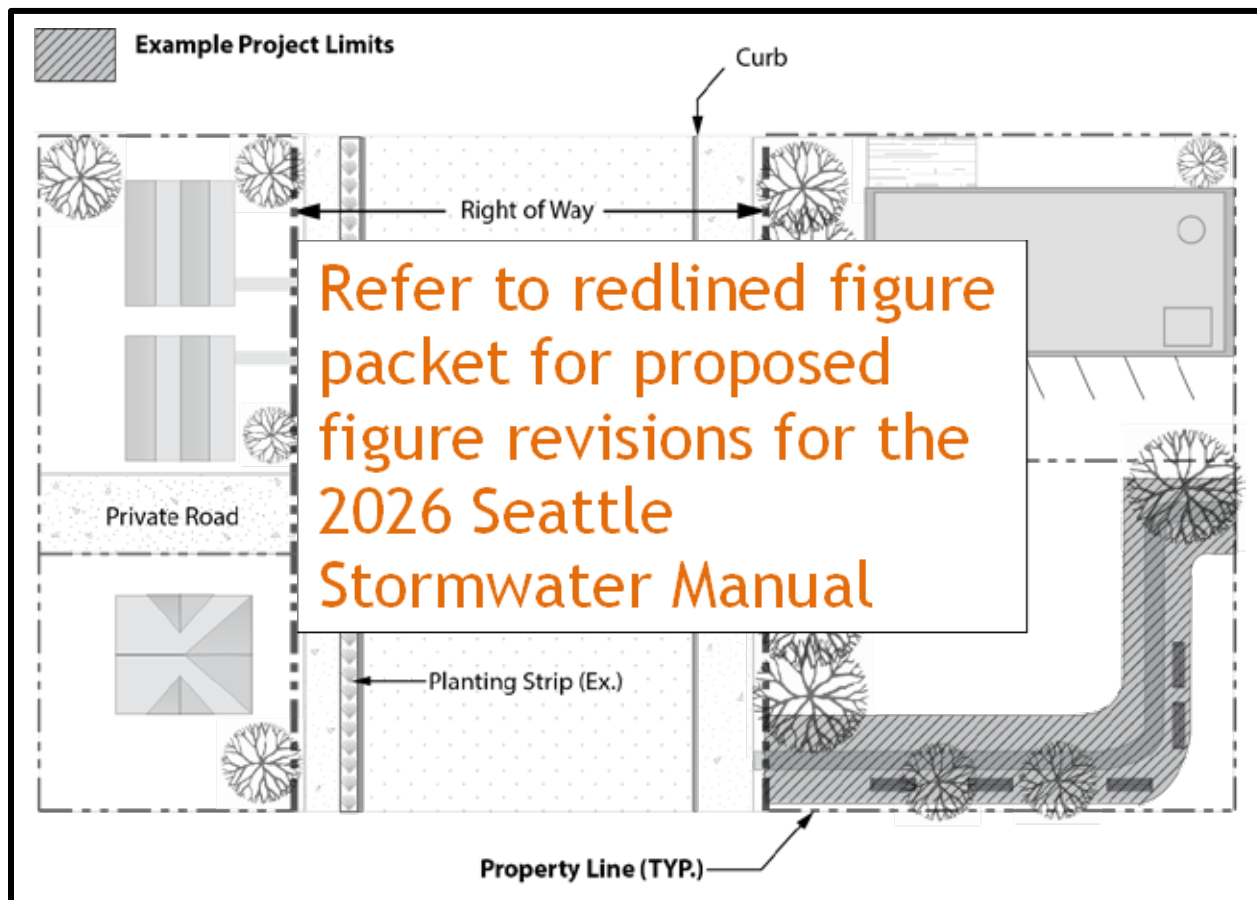 Example Project Limits
Curb
Right of Way
Refer to redlined figure
packet for proposed
figure revisions for the
2026 Seattle
Stormwater Manual
Private Road
Planting Strip (Ex.)
Property Line (TYP.)